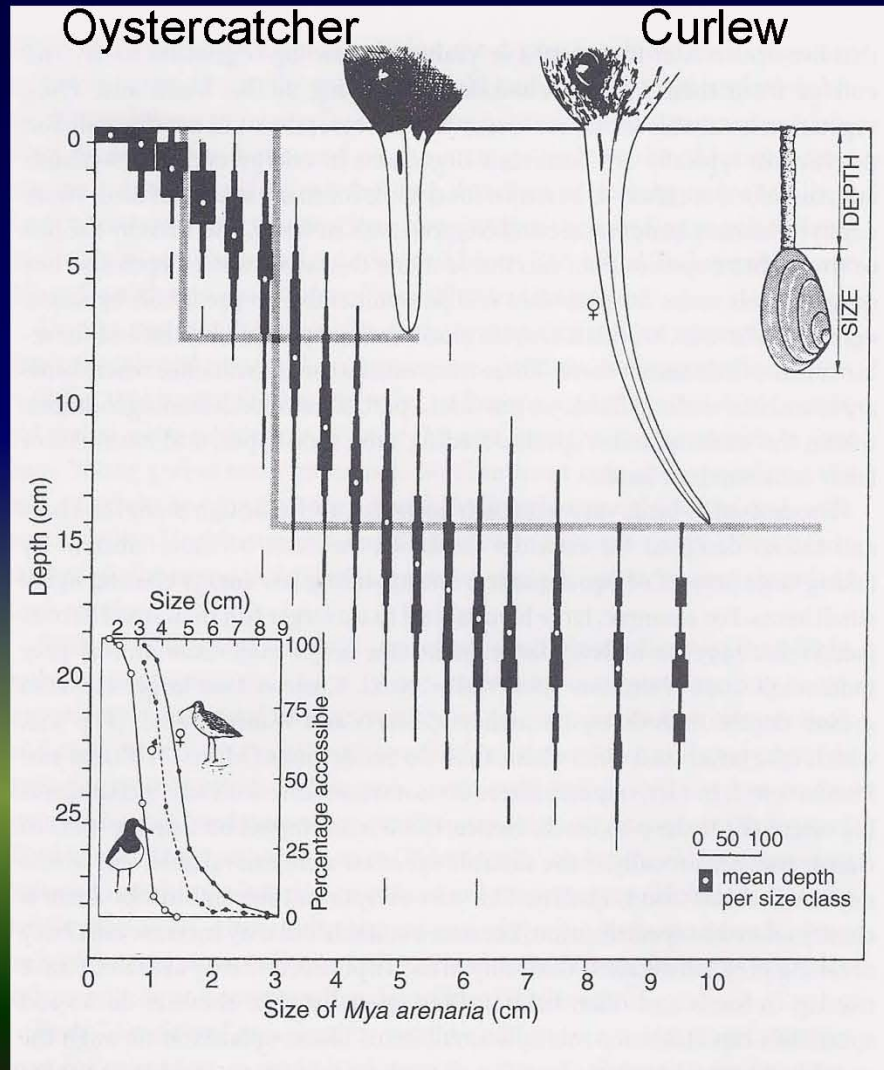 Oystercatcher
Curlew
0
5
10
15
20
25
Depth (cm)
♀
DEPTH
SIZE
Size (cm)
2 3 4 5 6 7 8 9
100
75
50
25
0
Percentage accessible
♂
♀
0 50 100
mean depth
per size class
0 1 2 3 4 5 6 7 8 9 10
Size of Mya arenaria (cm)